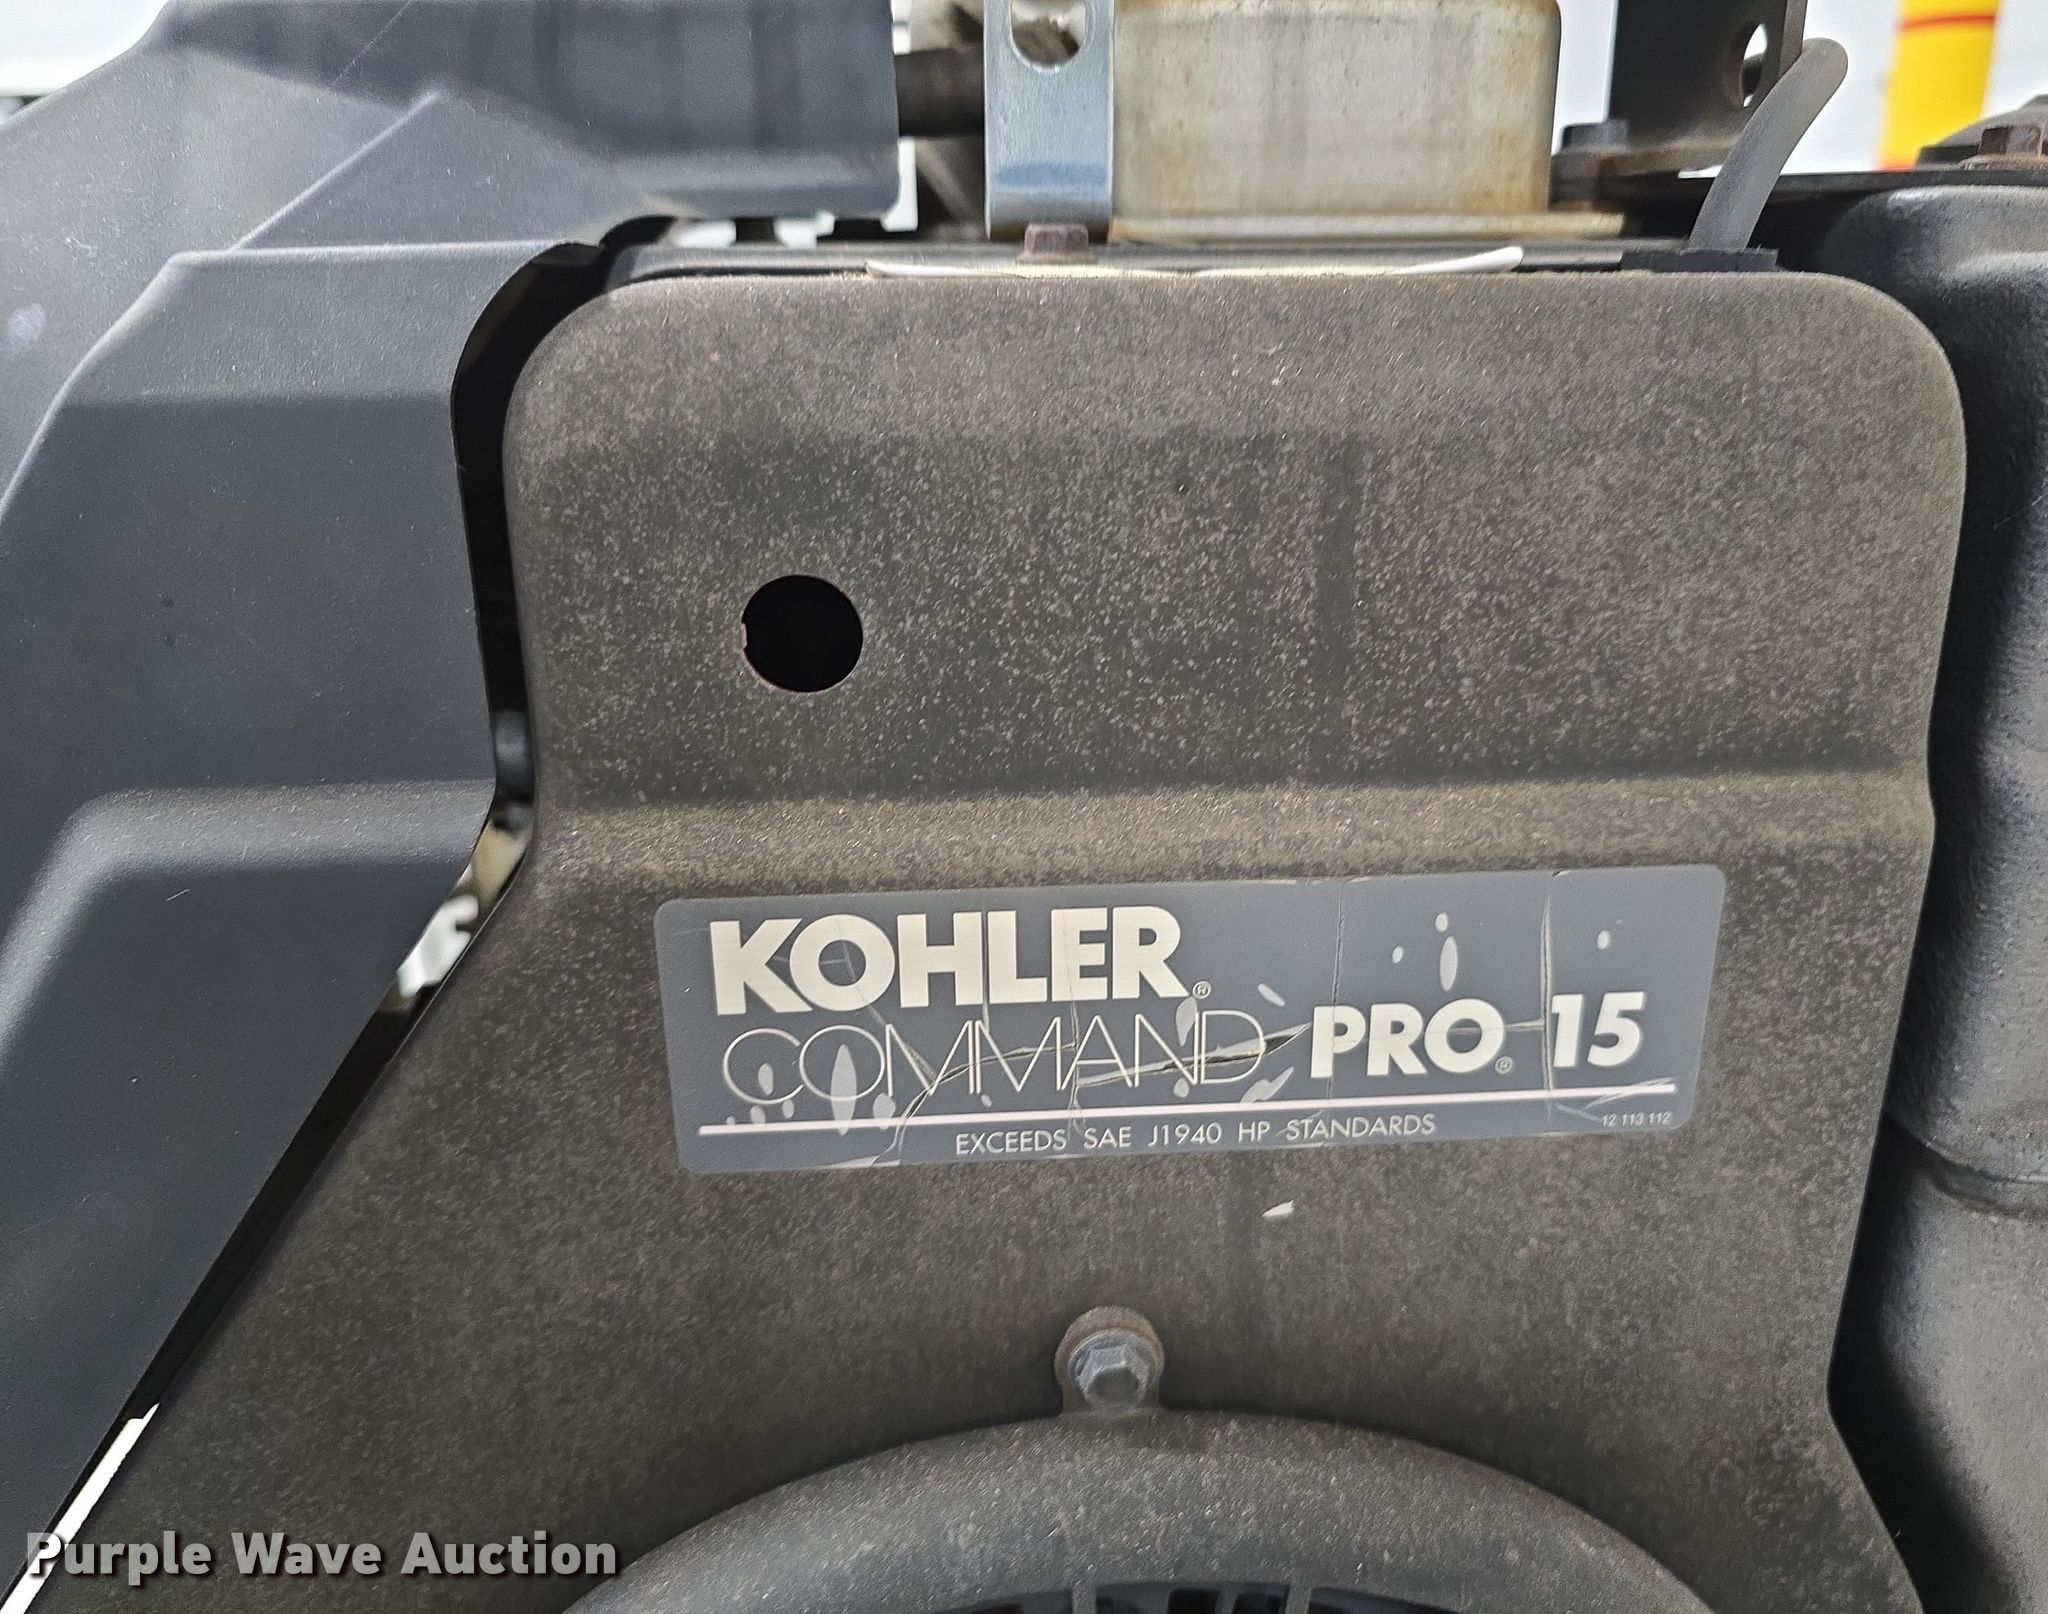 KOHLER®
COMMAND PRO® 15
EXCEEDS SAE J1940 HP STANDARDS
12 113 112
Purple Wave Auction